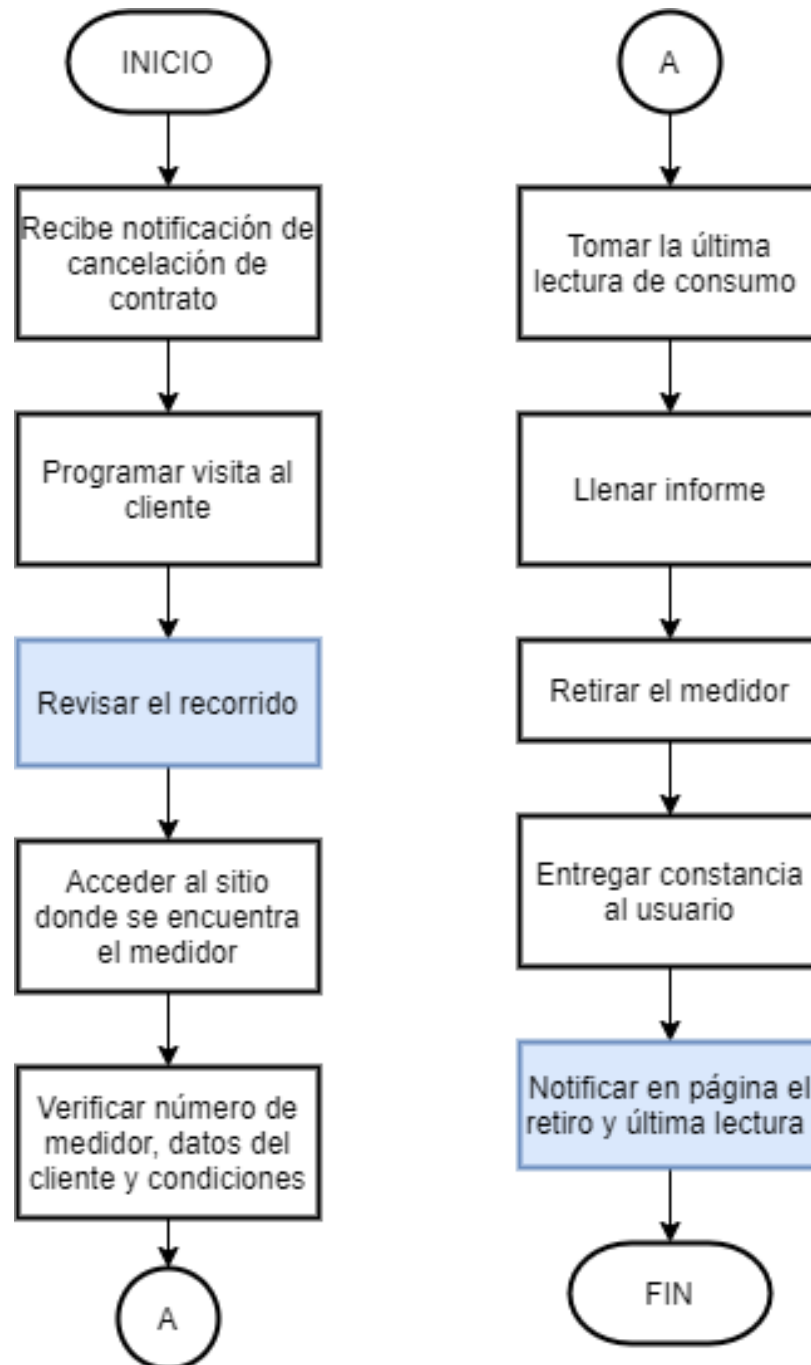 INICIO
Recibe notificación de
cancelación de
contrato
Programar visita al
cliente
Revisar el recorrido
Acceder al sitio
donde se encuentra
el medidor
Verificar número de
medidor, datos del
cliente y condiciones
A
A
Tomar la última
lectura de consumo
Llenar informe
Retirar el medidor
Entregar constancia
al usuario
Notificar en página el
retiro y última lectura
FIN